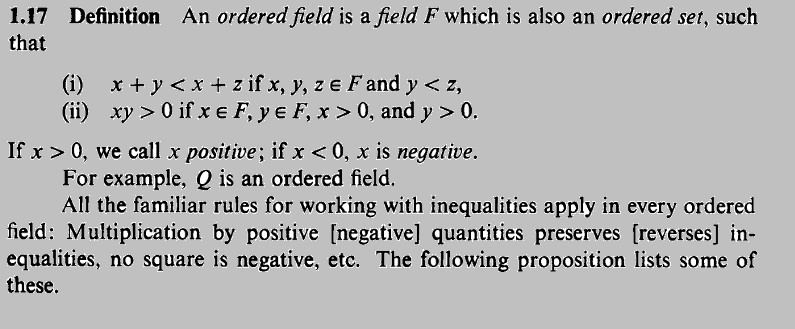 1.17 Definition An ordered field is a field F which is also an ordered set, such
that
(i) x + y < x + z if x, y, z ∈ F and y < z,
(ii) xy > 0 if x ∈ F, y ∈ F, x > 0, and y > 0.
If x > 0, we call x positive; if x < 0, x is negative.
For example, Q is an ordered field.
All the familiar rules for working with inequalities apply in every ordered
field: Multiplication by positive [negative] quantities preserves [reverses] in-
equalities, no square is negative, etc. The following proposition lists some of
these.